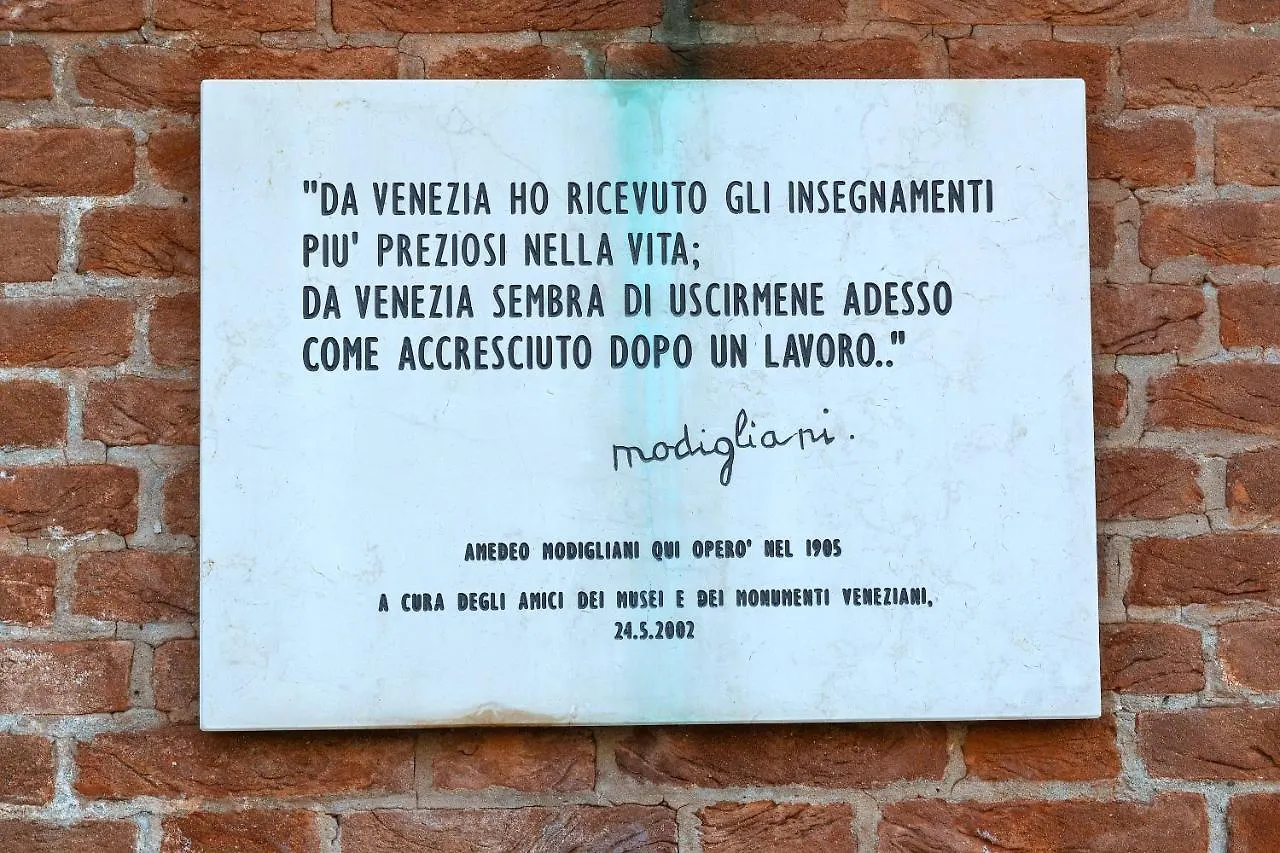 "DA VENEZIA HO RICEVUTO GLI INSEGNAMENTI
PIU' PREZIOSI NELLA VITA;
DA VENEZIA SEMBRA DI USCIRMENE ADESSO
COME ACCRESCIUTO DOPO UN LAVORO.."
modigliani.
AMEDEO MODIGLIANI QUI OPERO' NEL 1905
A CURA DEGLI AMICI DEI MUSEI E DEI MONUMENTI VENEZIANI,
24.5.2002